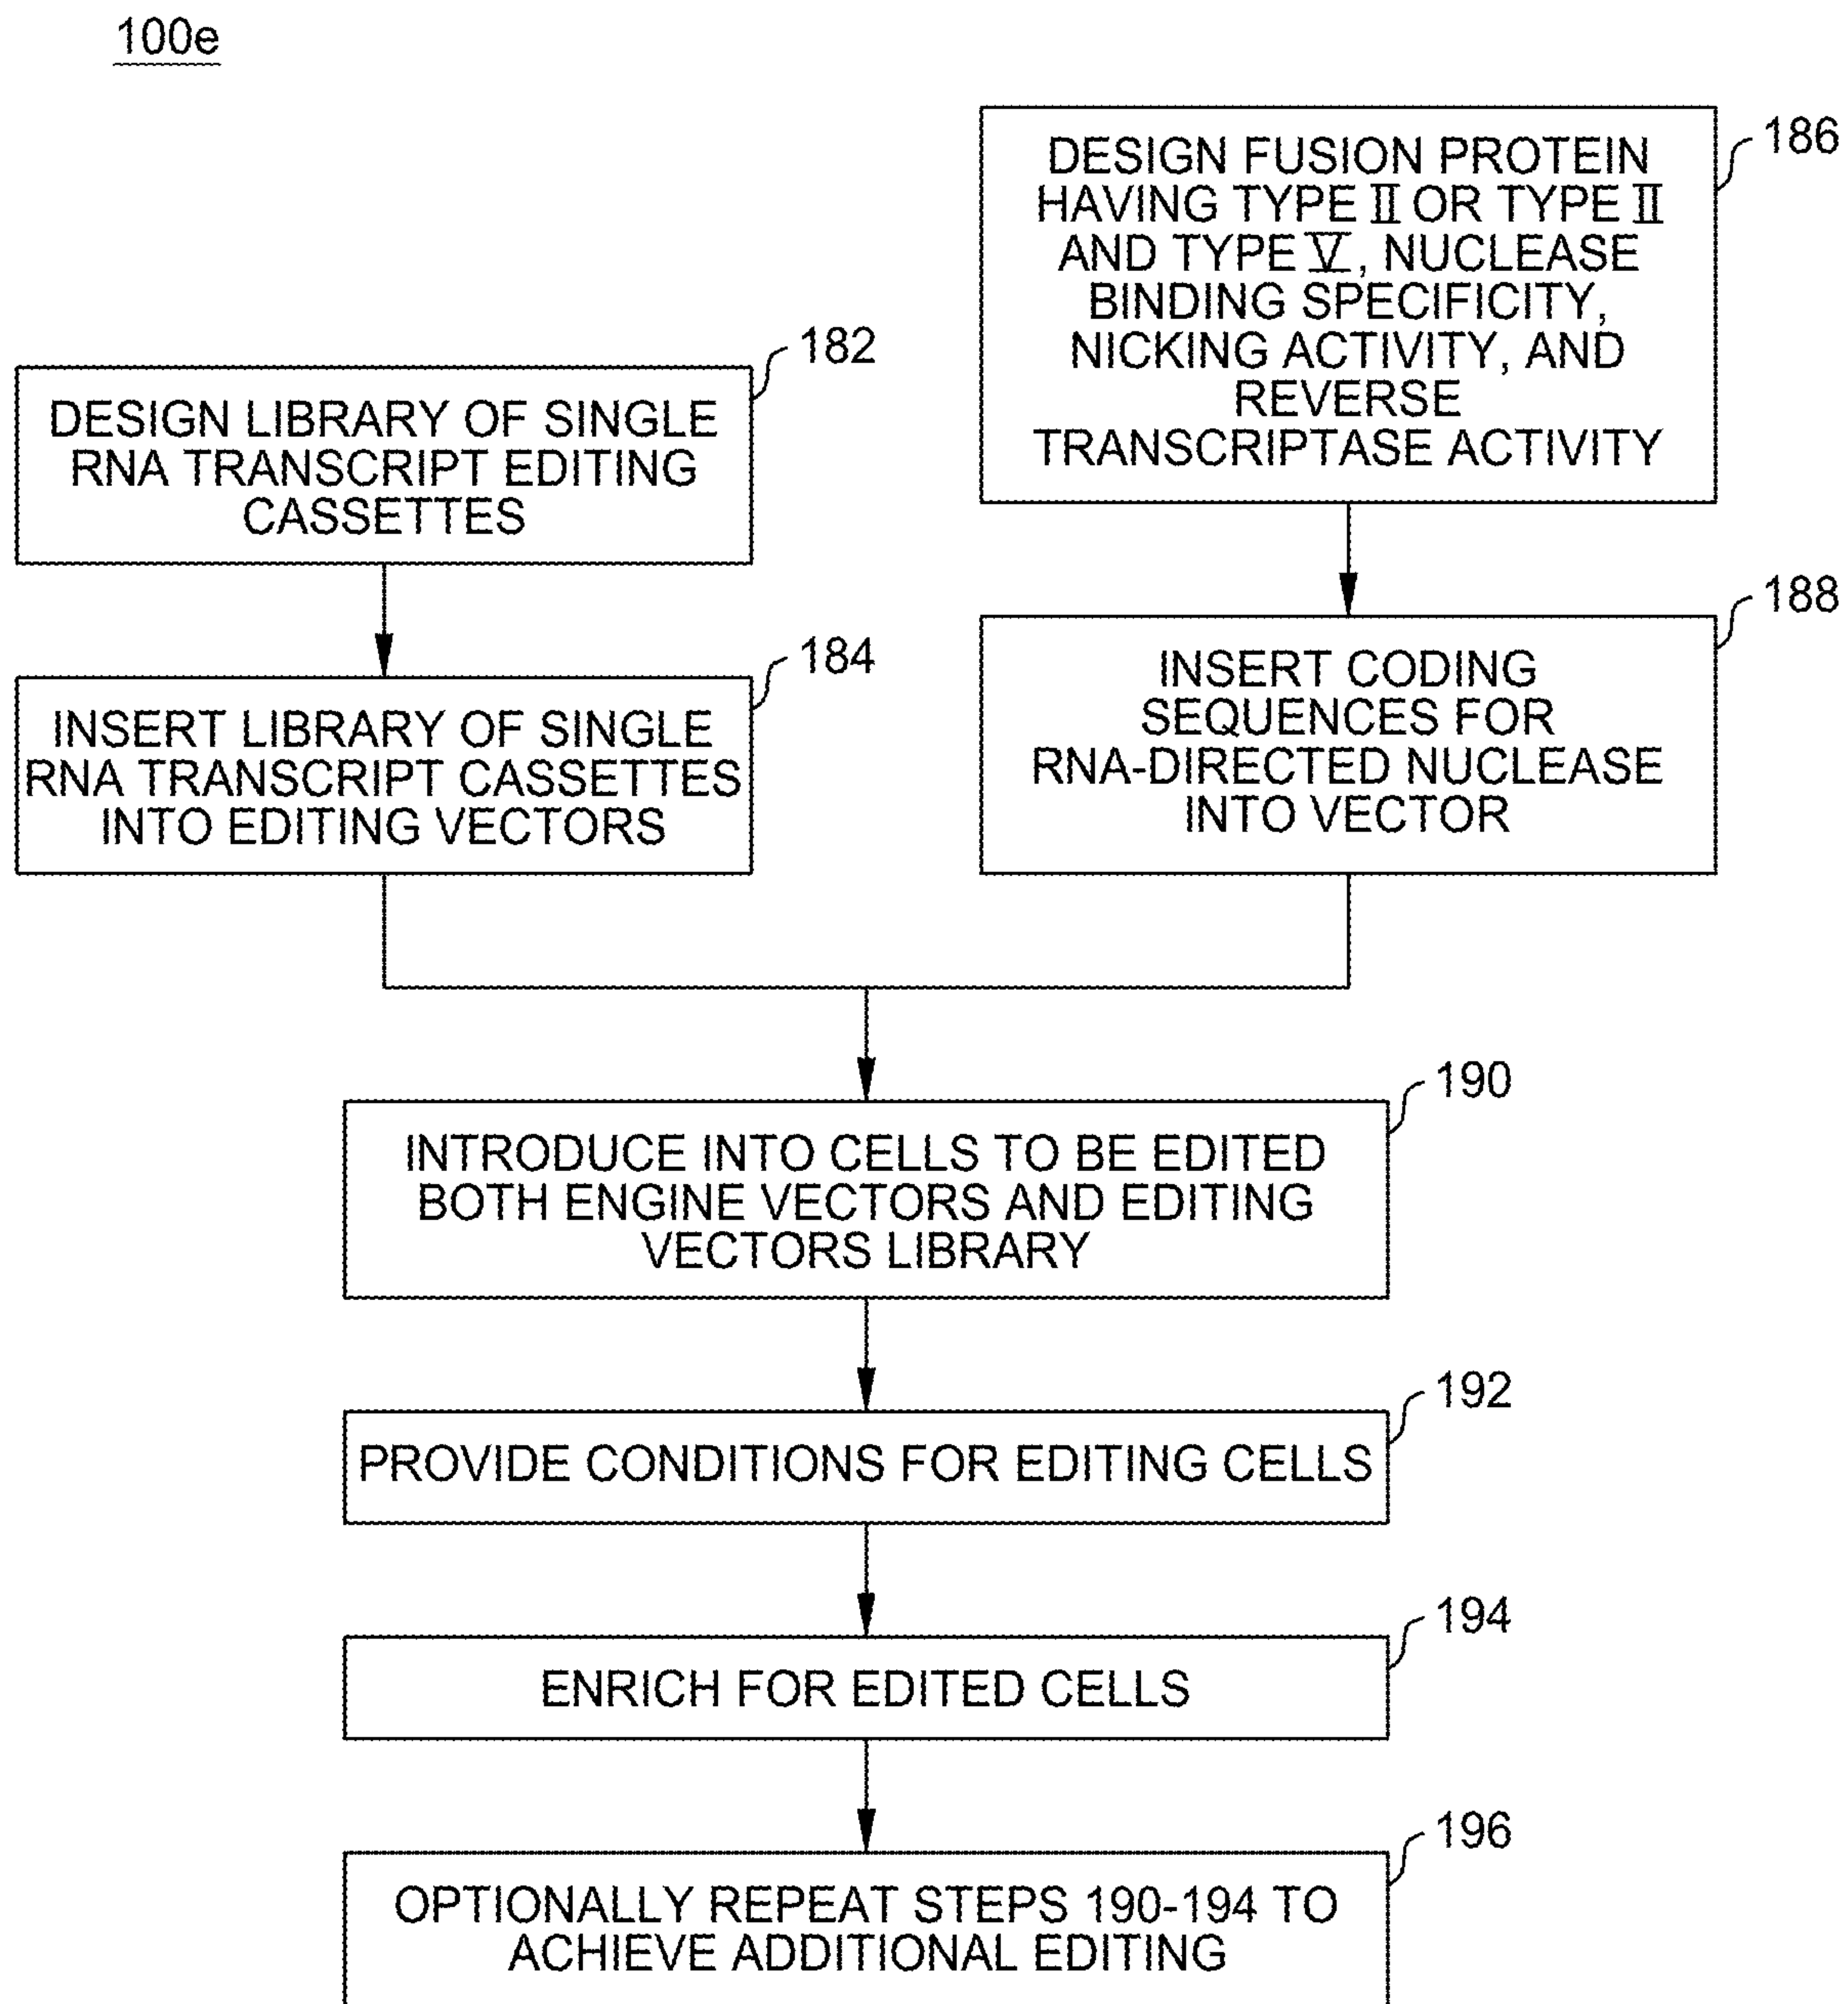 100e
182
DESIGN LIBRARY OF SINGLE
RNA TRANSCRIPT EDITING
CASSETTES
184
INSERT LIBRARY OF SINGLE
RNA TRANSCRIPT CASSETTES
INTO EDITING VECTORS
186
DESIGN FUSION PROTEIN
HAVING TYPE II OR TYPE II
AND TYPE V, NUCLEASE
BINDING SPECIFICITY,
NICKING ACTIVITY, AND
REVERSE
TRANSCRIPTASE ACTIVITY
188
INSERT CODING
SEQUENCES FOR
RNA-DIRECTED NUCLEASE
INTO VECTOR
190
INTRODUCE INTO CELLS TO BE EDITED
BOTH ENGINE VECTORS AND EDITING
VECTORS LIBRARY
192
PROVIDE CONDITIONS FOR EDITING CELLS
194
ENRICH FOR EDITED CELLS
196
OPTIONALLY REPEAT STEPS 190-194 TO
ACHIEVE ADDITIONAL EDITING